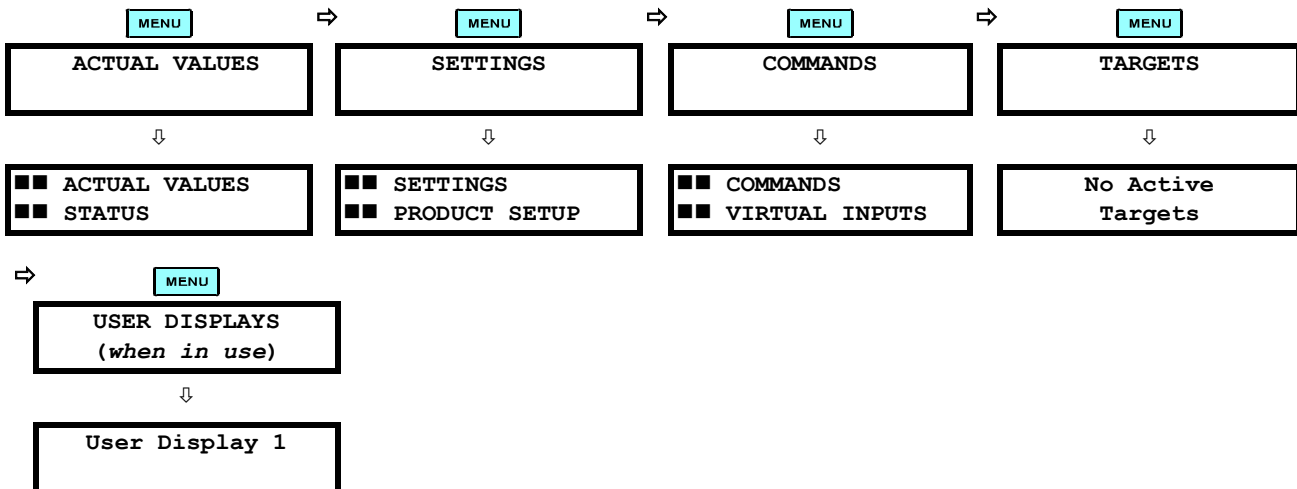 MENU ⇨ MENU ⇨ MENU ⇨ MENU
ACTUAL VALUES SETTINGS COMMANDS TARGETS
⇩ ⇩ ⇩ ⇩
■■ ACTUAL VALUES ■■ SETTINGS ■■ COMMANDS No Active
■■ STATUS ■■ PRODUCT SETUP ■■ VIRTUAL INPUTS Targets
⇨ MENU
USER DISPLAYS
(when in use)
⇩
User Display 1